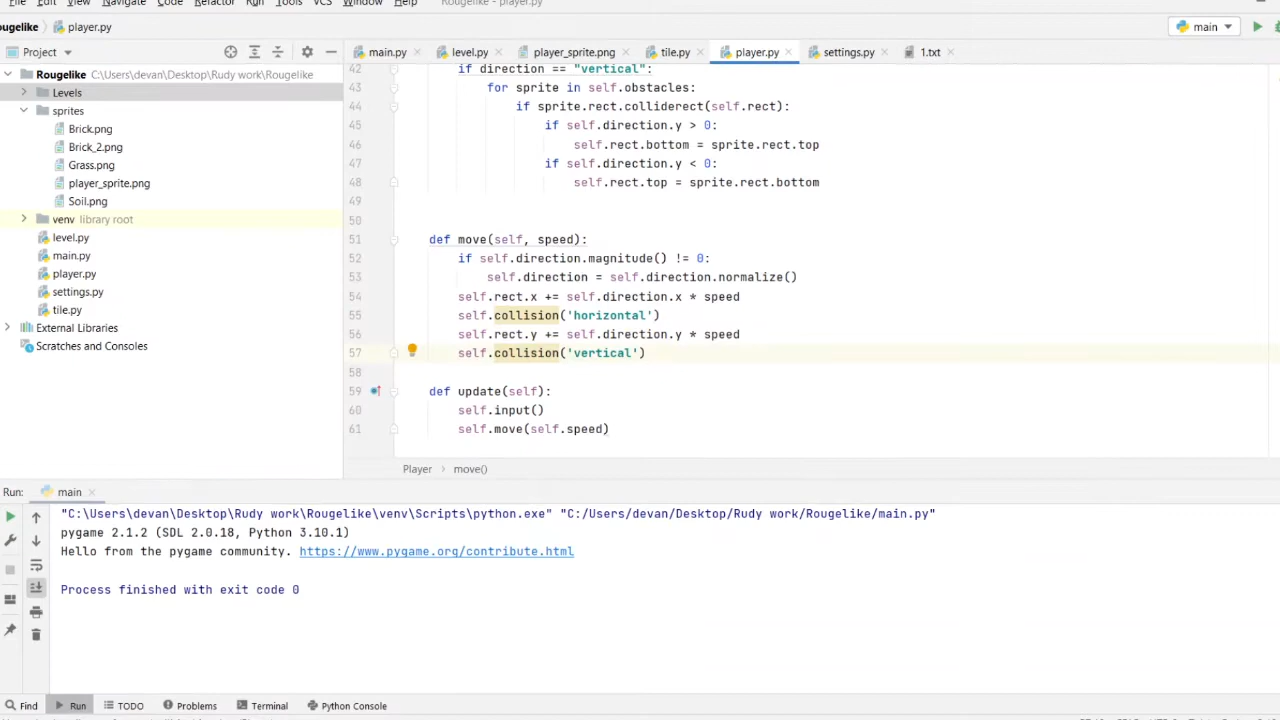 File Edit View Navigate Code Refactor Run Tools VCS Window Help Rougelike - player.py
ougelike player.py main
Project main.py level.py player_sprite.png tile.py player.py settings.py 1.txt
Rougelike C:\Users\devan\Desktop\Rudy work\Rougelike
Levels
sprites
Brick.png
Brick_2.png
Grass.png
player_sprite.png
Soil.png
venv library root
level.py
main.py
player.py
settings.py
tile.py
External Libraries
Scratches and Consoles
42 if direction == "vertical":
43 for sprite in self.obstacles:
44 if sprite.rect.colliderect(self.rect):
45 if self.direction.y > 0:
46 self.rect.bottom = sprite.rect.top
47 if self.direction.y < 0:
48 self.rect.top = sprite.rect.bottom
49
50
51 def move(self, speed):
52 if self.direction.magnitude() != 0:
53 self.direction = self.direction.normalize()
54 self.rect.x += self.direction.x * speed
55 self.collision('horizontal')
56 self.rect.y += self.direction.y * speed
57 self.collision('vertical')
58
59 def update(self):
60 self.input()
61 self.move(self.speed)
Player move()
Run: main
"C:\Users\devan\Desktop\Rudy work\Rougelike\venv\Scripts\python.exe" "C:/Users/devan/Desktop/Rudy work/Rougelike/main.py"
pygame 2.1.2 (SDL 2.0.18, Python 3.10.1)
Hello from the pygame community. https://www.pygame.org/contribute.html
Process finished with exit code 0
Find Run TODO Problems Terminal Python Console